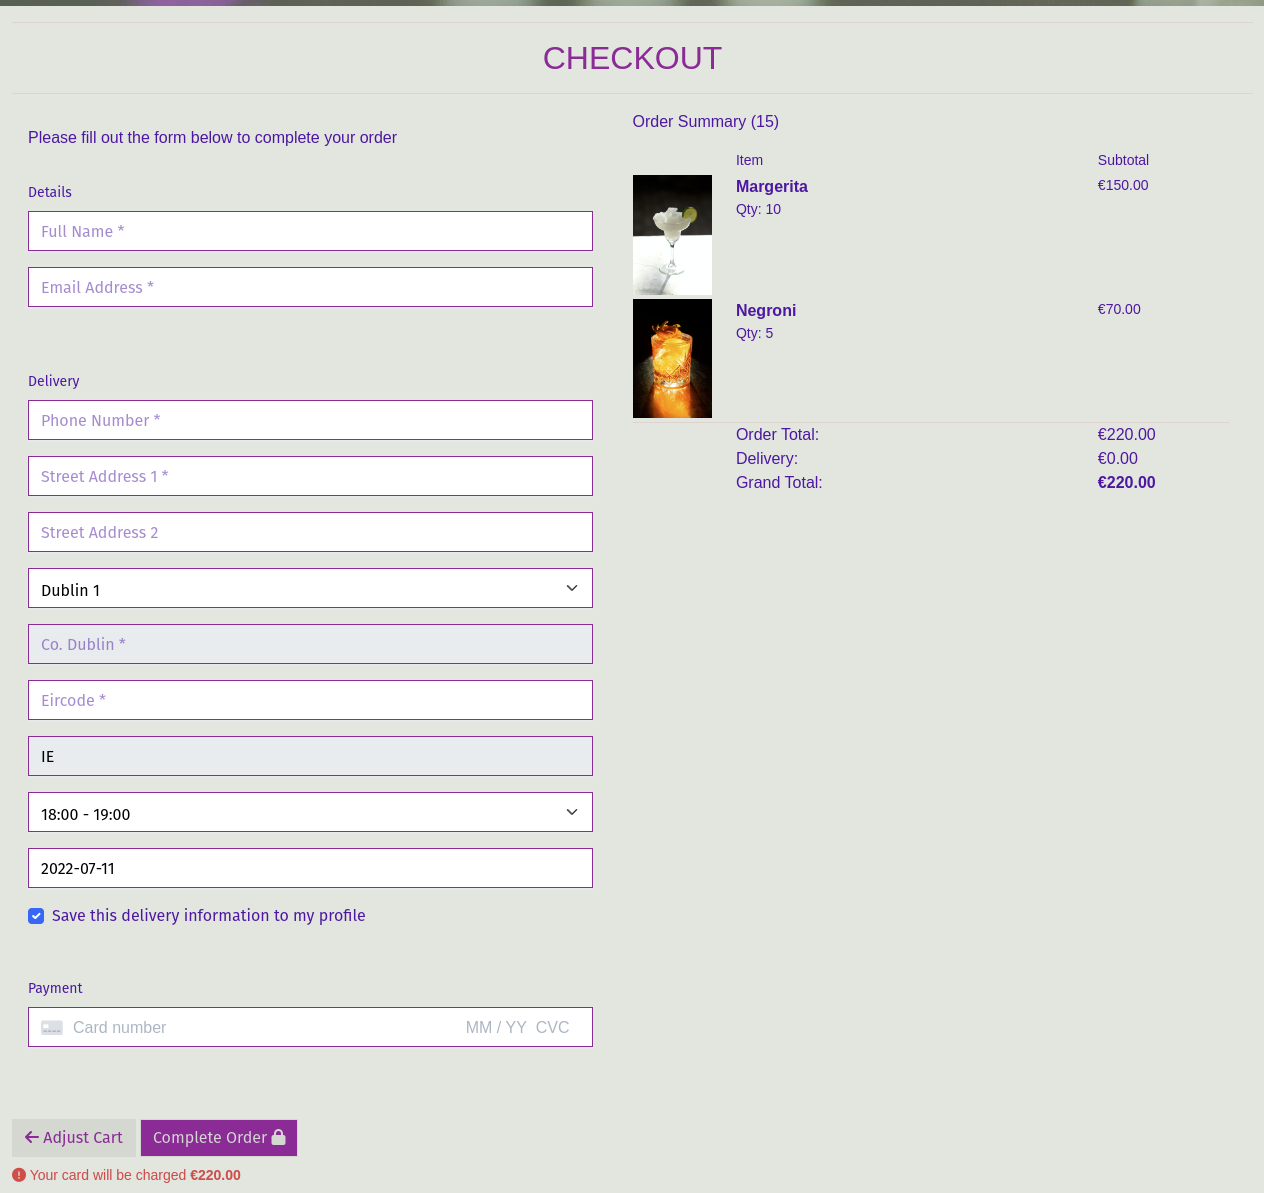 CHECKOUT
Please fill out the form below to complete your order
Details
Full Name *
Email Address *
Delivery
Phone Number *
Street Address 1 *
Street Address 2
Dublin 1
Co. Dublin *
Eircode *
IE
18:00 - 19:00
2022-07-11
Save this delivery information to my profile
Payment
Card number MM / YY CVC
Order Summary (15)
Item Subtotal
Margerita €150.00
Qty: 10
Negroni €70.00
Qty: 5
Order Total: €220.00
Delivery: €0.00
Grand Total: €220.00
Adjust Cart Complete Order
Your card will be charged €220.00